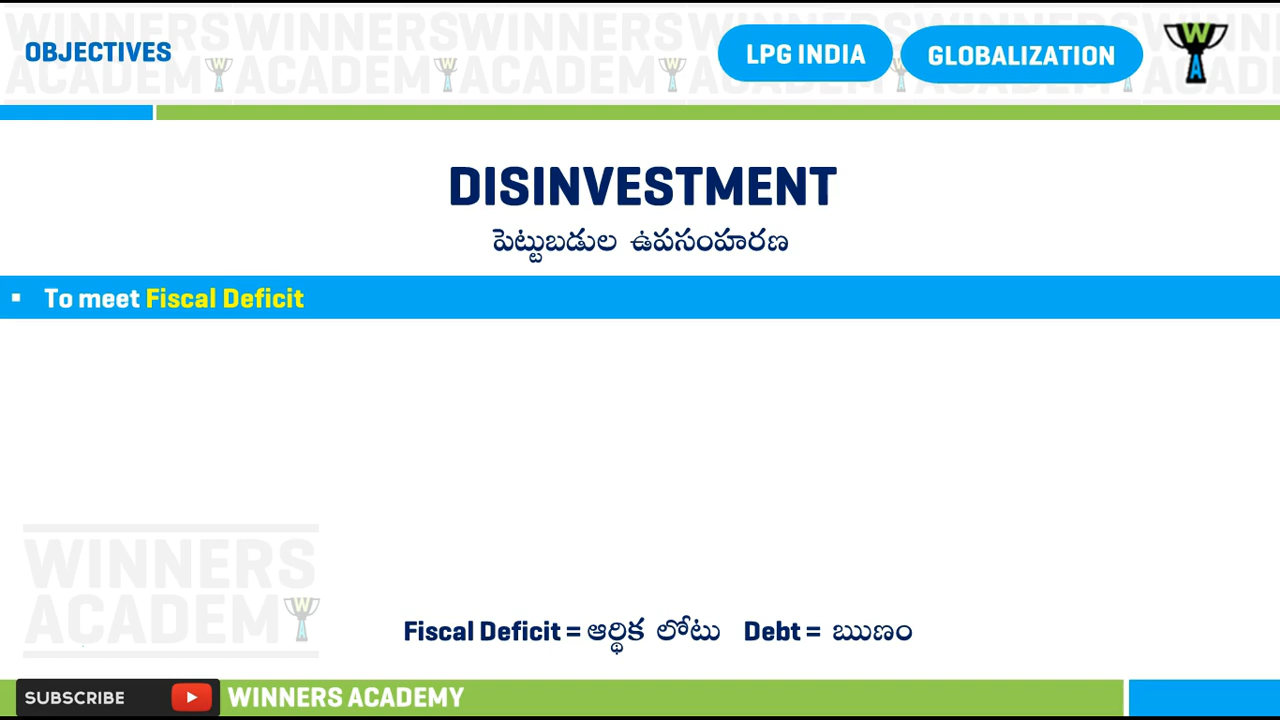 OBJECTIVES
LPG INDIA
GLOBALIZATION
DISINVESTMENT
పెట్టుబడుల ఉపసంహరణ
▪ To meet Fiscal Deficit
WINNERS
ACADEMY
Fiscal Deficit = ఆర్థిక లోటు Debt = ఋణం
SUBSCRIBE
WINNERS ACADEMY